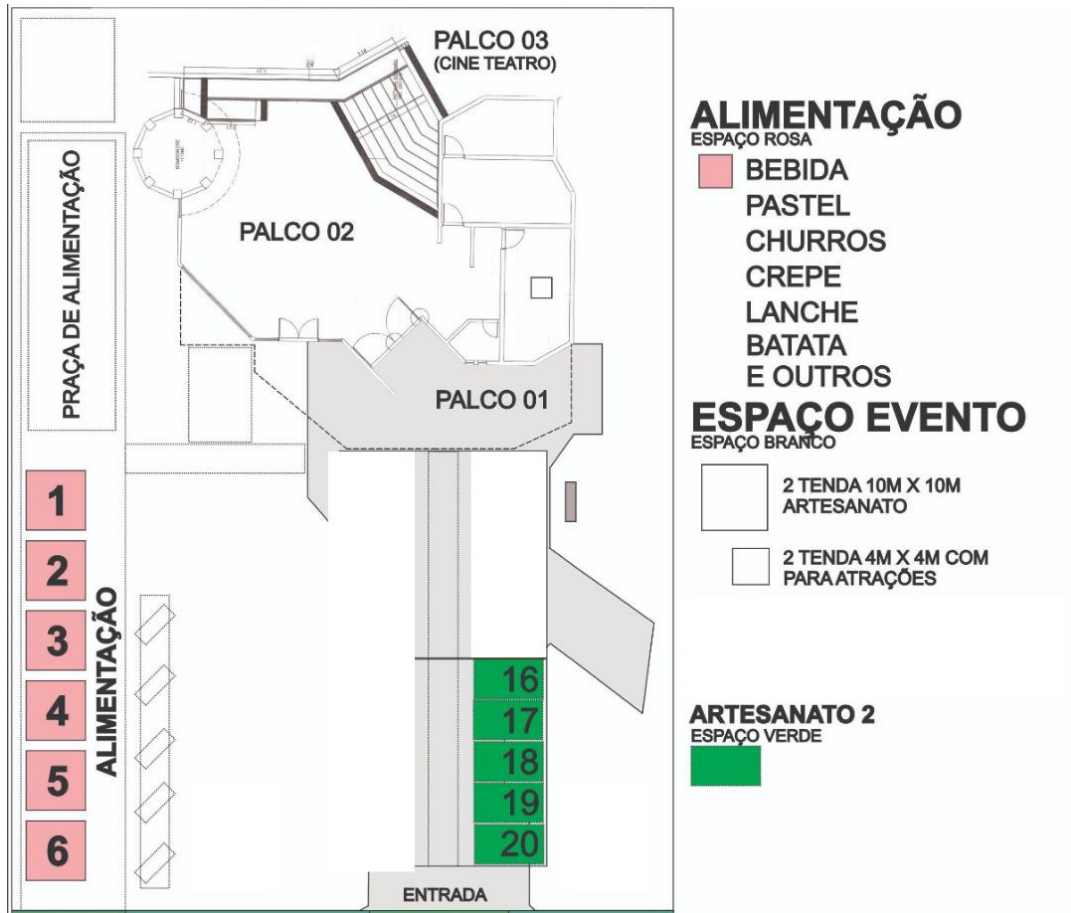 PALCO 03
(CINE TEATRO)
PALCO 02
PALCO 01
PRAÇA DE ALIMENTAÇÃO
1
2
3
4
5
6
ALIMENTAÇÃO
16
17
18
19
20
ENTRADA
ALIMENTAÇÃO
ESPAÇO ROSA
BEBIDA
PASTEL
CHURROS
CREPE
LANCHE
BATATA
E OUTROS
ESPAÇO EVENTO
ESPAÇO BRANCO
2 TENDA 10M X 10M
ARTESANATO
2 TENDA 4M X 4M COM
PARA ATRAÇÕES
ARTESANATO 2
ESPAÇO VERDE